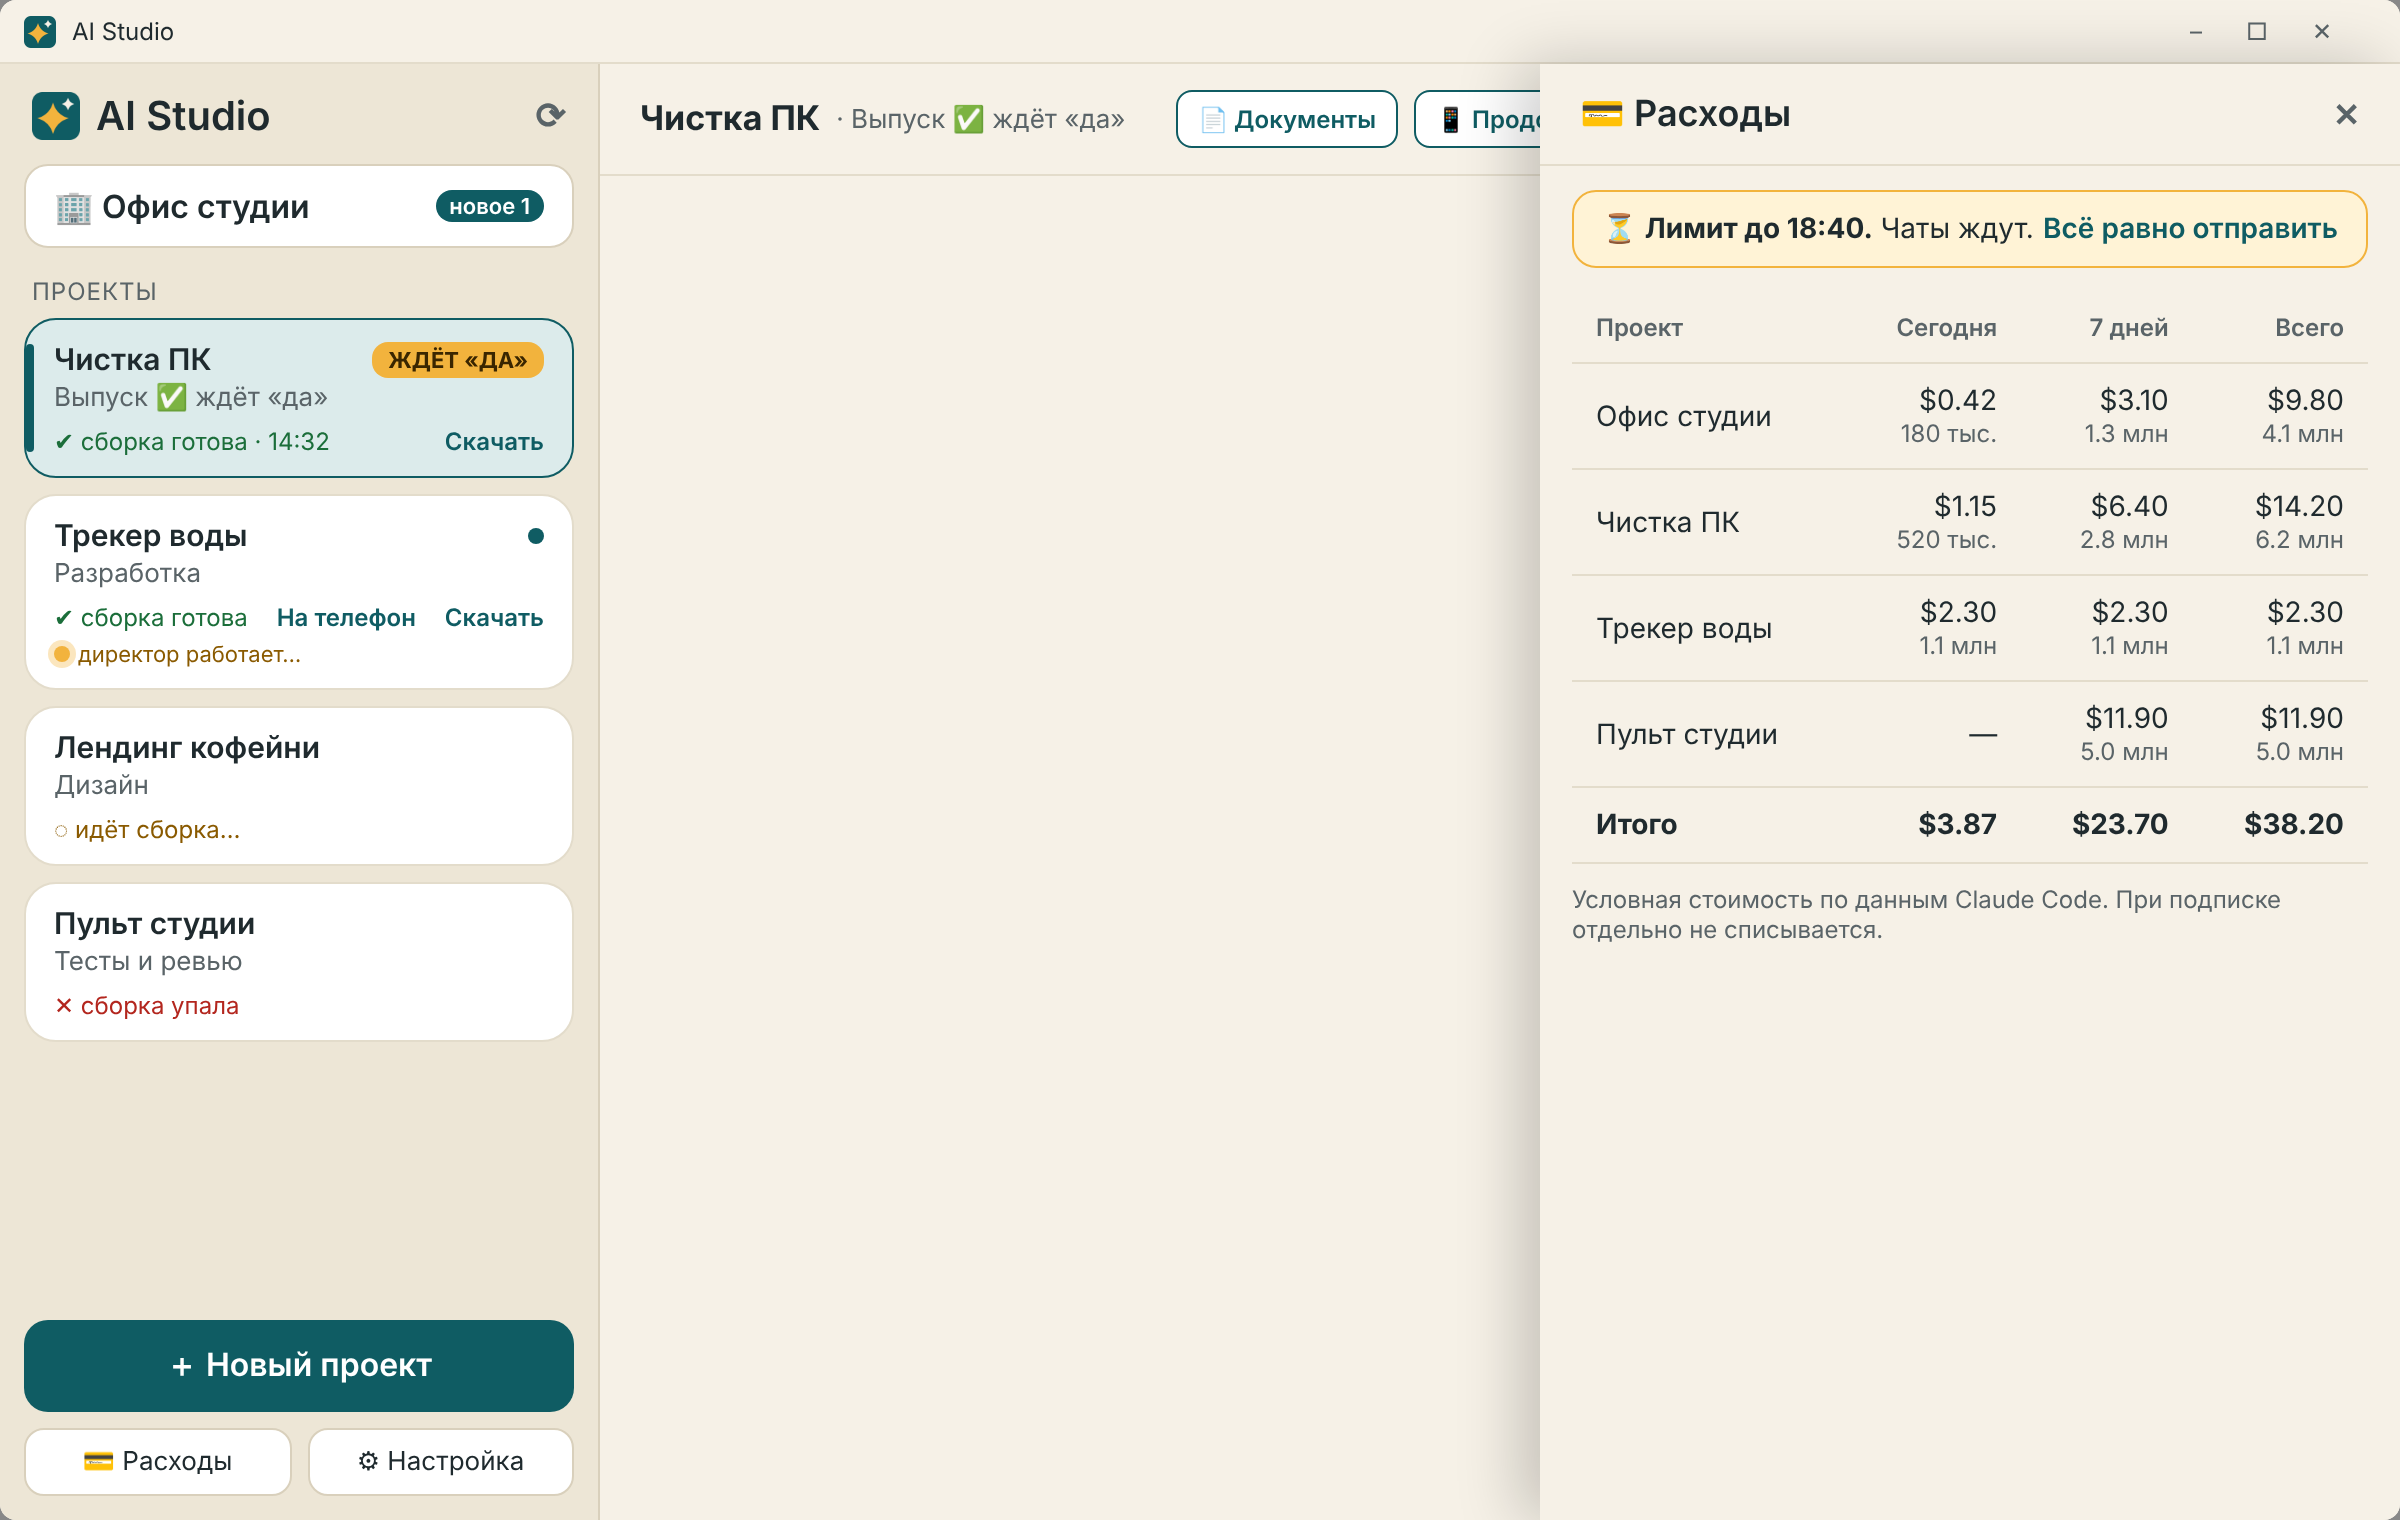 AI Studio
AI Studio
Офис студии
новое 1
ПРОЕКТЫ
Чистка ПК
ЖДЁТ «ДА»
Выпуск ✅ ждёт «да»
✔ сборка готова · 14:32
Скачать
Трекер воды
Разработка
✔ сборка готова
На телефон
Скачать
директор работает...
Лендинг кофейни
Дизайн
идёт сборка...
Пульт студии
Тесты и ревью
✕ сборка упала
+ Новый проект
Расходы
Настройка
Чистка ПК · Выпуск ✅ ждёт «да»
Документы
Расходы
Лимит до 18:40. Чаты ждут. Всё равно отправить
Проект Сегодня 7 дней Всего
Офис студии $0.42 $3.10 $9.80
180 тыс. 1.3 млн 4.1 млн
Чистка ПК $1.15 $6.40 $14.20
520 тыс. 2.8 млн 6.2 млн
Трекер воды $2.30 $2.30 $2.30
1.1 млн 1.1 млн 1.1 млн
Пульт студии — $11.90 $11.90
5.0 млн 5.0 млн
Итого $3.87 $23.70 $38.20
Условная стоимость по данным Claude Code. При подписке
отдельно не списывается.